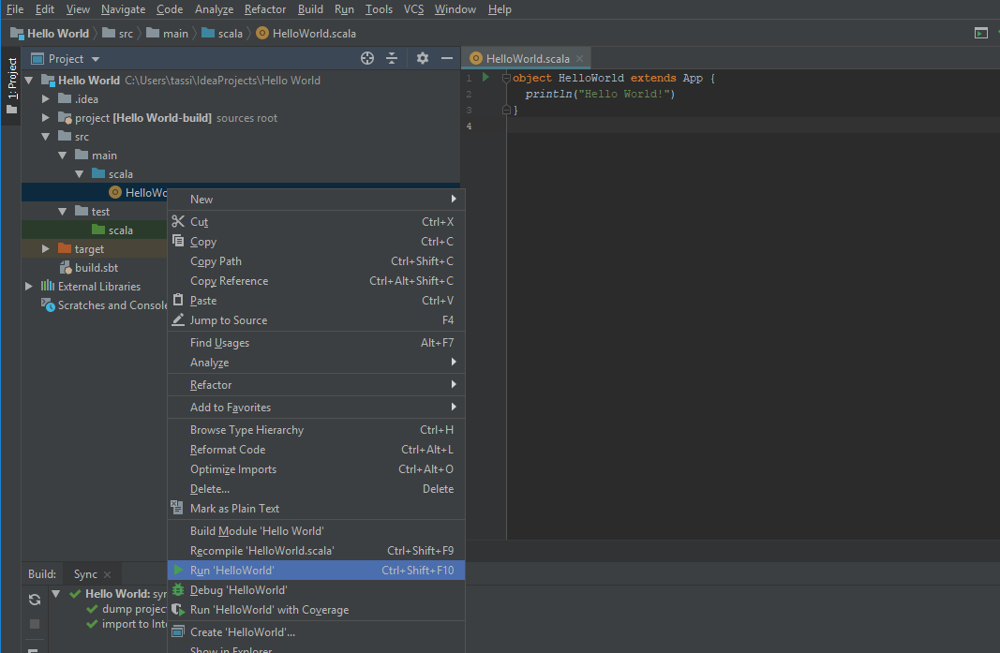 File Edit View Navigate Code Analyze Refactor Build Run Tools VCS Window Help
Hello World src main scala HelloWorld.scala
1: Project
Project
Hello World C:\Users\tassi\IdeaProjects\Hello World
.idea
project [Hello World-build] sources root
src
main
scala
HelloWo
test
scala
target
build.sbt
External Libraries
Scratches and Console
HelloWorld.scala
1 object HelloWorld extends App {
2 println("Hello World!")
3 }
4
New
Cut Ctrl+X
Copy Ctrl+C
Copy Path Ctrl+Shift+C
Copy Reference Ctrl+Alt+Shift+C
Paste Ctrl+V
Jump to Source F4
Find Usages Alt+F7
Analyze
Refactor
Add to Favorites
Browse Type Hierarchy Ctrl+H
Reformat Code Ctrl+Alt+L
Optimize Imports Ctrl+Alt+O
Delete... Delete
Mark as Plain Text
Build Module 'Hello World'
Recompile 'HelloWorld.scala' Ctrl+Shift+F9
Run 'HelloWorld' Ctrl+Shift+F10
Debug 'HelloWorld'
Run 'HelloWorld' with Coverage
Create 'HelloWorld'...
Show in Explorer
Build: Sync
Hello World: syn
dump project
import to Inte